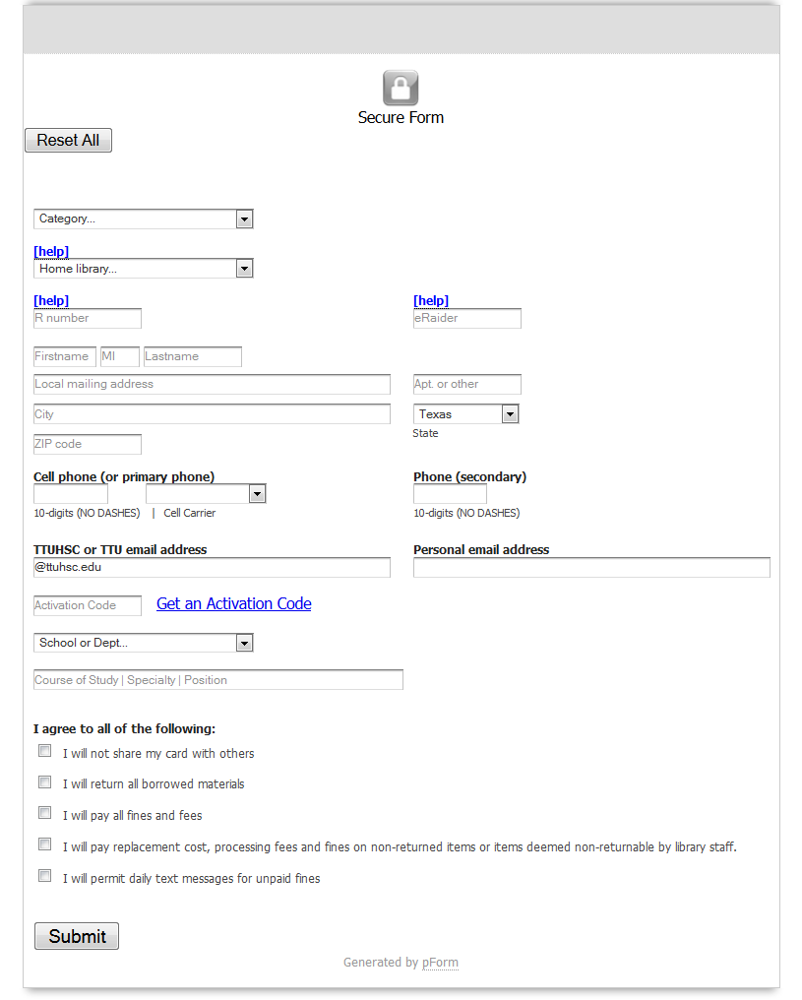 Secure Form
Reset All
Category...
[help]
Home library...
[help] [help]
R number eRaider
Firstname MI Lastname
Local mailing address Apt. or other
City Texas
State
ZIP code
Cell phone (or primary phone) Phone (secondary)
10-digits (NO DASHES) | Cell Carrier 10-digits (NO DASHES)
TTUHSC or TTU email address Personal email address
@ttuhsc.edu
Activation Code Get an Activation Code
School or Dept...
Course of Study | Specialty | Position
I agree to all of the following:
I will not share my card with others
I will return all borrowed materials
I will pay all fines and fees
I will pay replacement cost, processing fees and fines on non-returned items or items deemed non-returnable by library staff.
I will permit daily text messages for unpaid fines
Submit
Generated by pForm